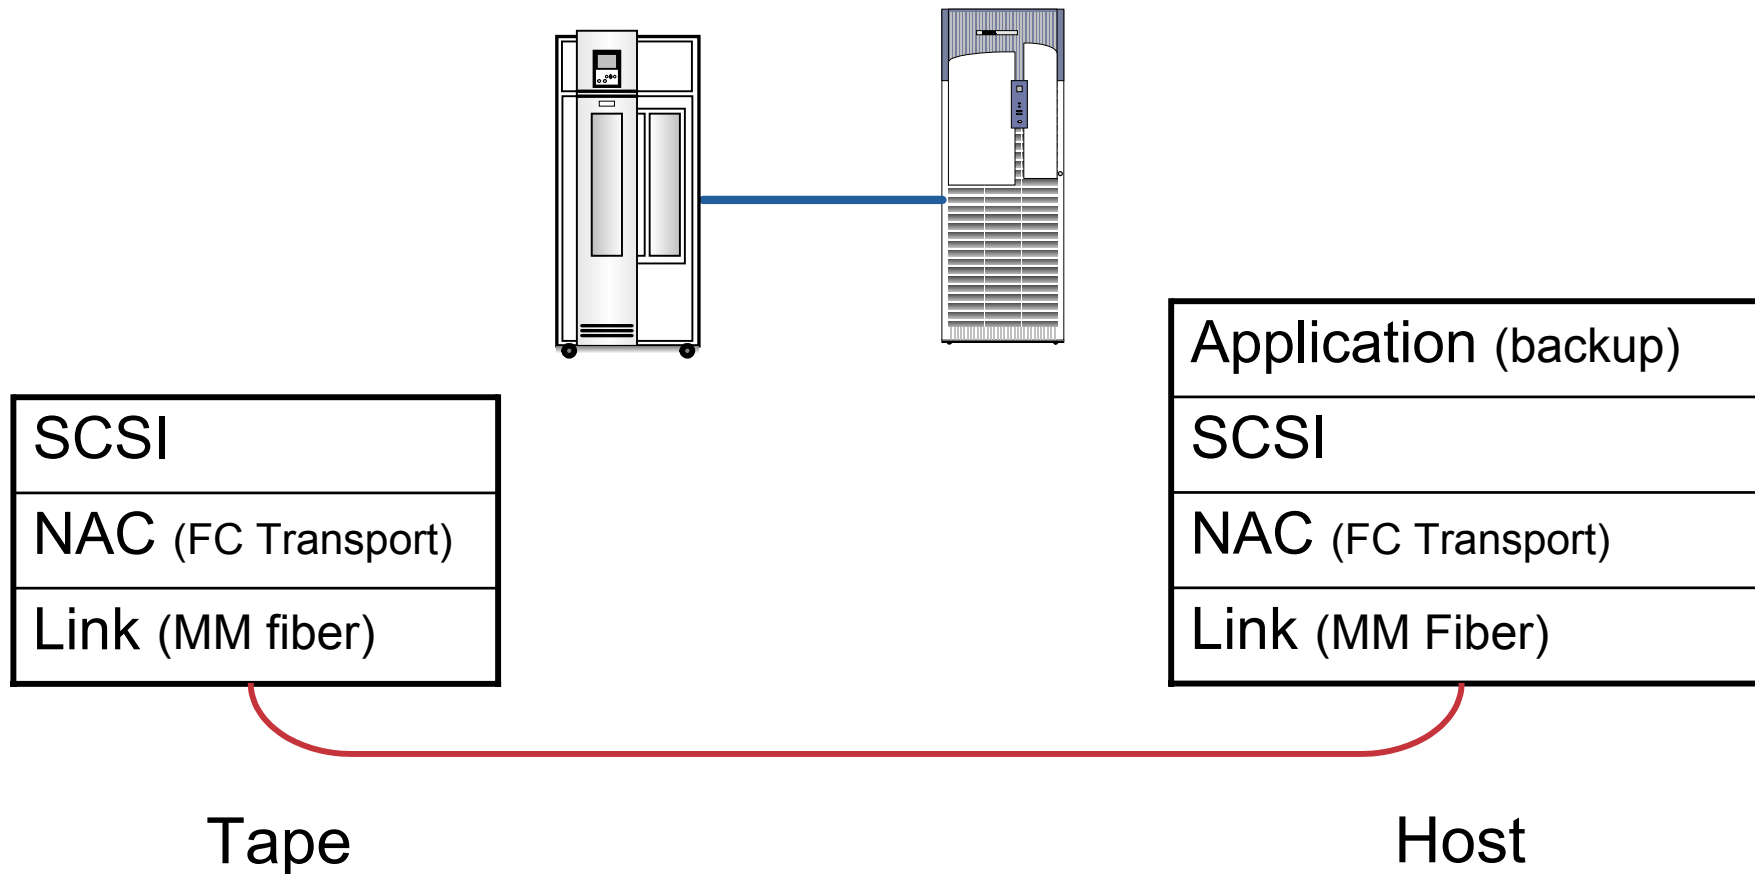 SCSI
NAC (FC Transport)
Link (MM fiber)
Tape
Application (backup)
SCSI
NAC (FC Transport)
Link (MM Fiber)
Host